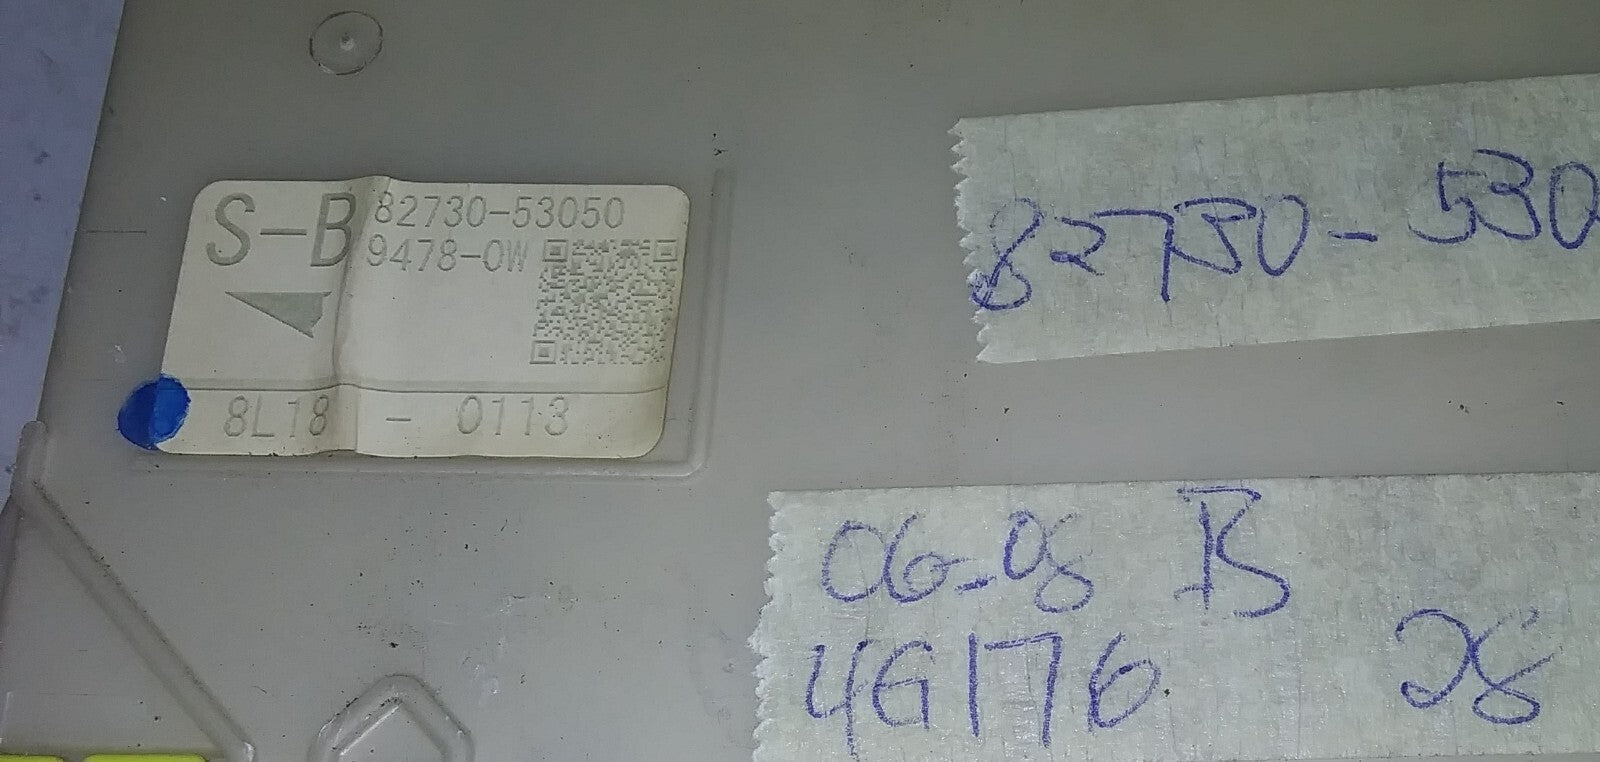 S-B
82730-53050
9478-0W
8L18 - 0113
82730-530
06-08 B
4G176 28